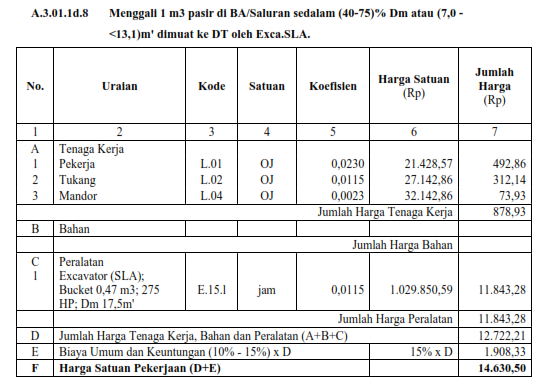 A.3.01.1d.8 Menggali 1 m3 pasir di BA/Saluran sedalam (40-75)% Dm atau (7,0 -
<13,1)m' dimuat ke DT oleh Exca.SLA.
No. Uraian Kode Satuan Koefisien Harga Satuan (Rp) Jumlah Harga (Rp)
1 2 3 4 5 6 7
A Tenaga Kerja
1 Pekerja L.01 OJ 0,0230 21.428,57 492,86
2 Tukang L.02 OJ 0,0115 27.142,86 312,14
3 Mandor L.04 OJ 0,0023 32.142,86 73,93
Jumlah Harga Tenaga Kerja 878,93
B Bahan
Jumlah Harga Bahan
C Peralatan
1 Excavator (SLA);
Bucket 0,47 m3; 275 E.15.l jam 0,0115 1.029.850,59 11.843,28
HP; Dm 17,5m'
Jumlah Harga Peralatan 11.843,28
D Jumlah Harga Tenaga Kerja, Bahan dan Peralatan (A+B+C) 12.722,21
E Biaya Umum dan Keuntungan (10% - 15%) x D 15% x D 1.908,33
F Harga Satuan Pekerjaan (D+E) 14.630,50